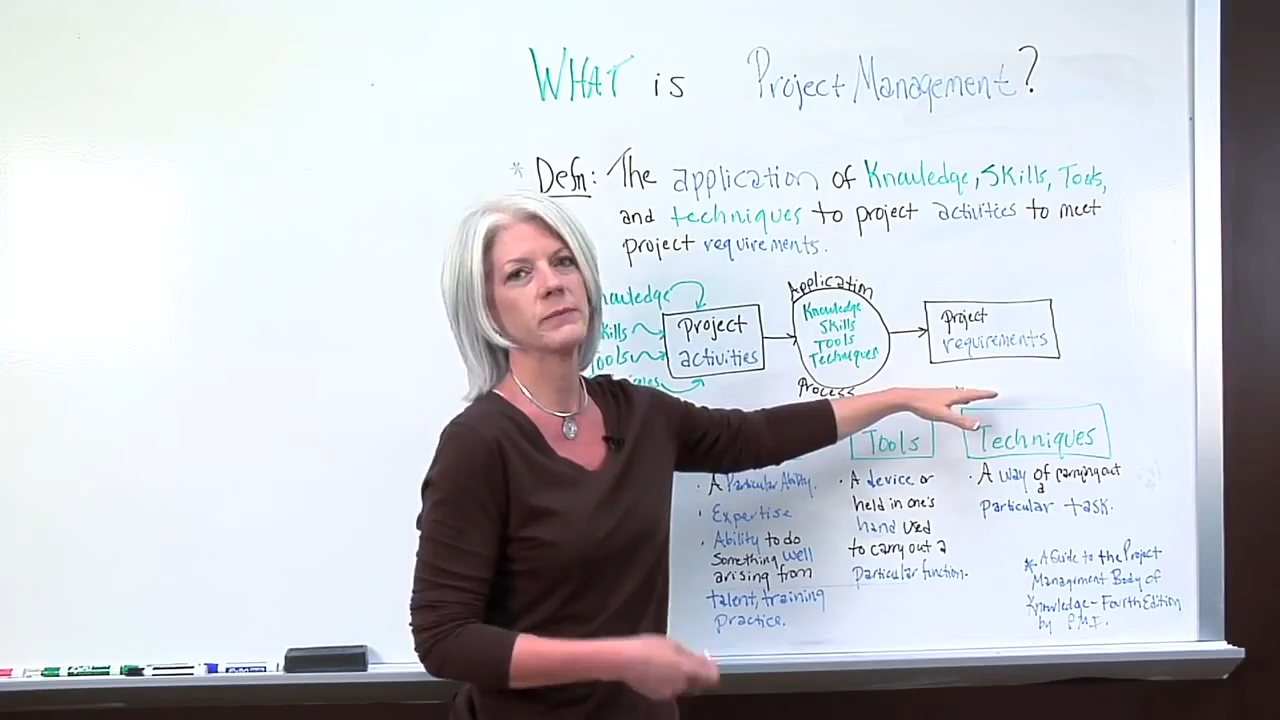 WHAT is Project Management?
* Defn: The application of Knowledge, Skills, Tools,
and techniques to project activities to meet
project requirements.
nowledge
kills
Tools
Project
activities
Application
Knowledge
Skills
Tools
Techniques
Process
project
requirements
Tools
Techniques
· A Particular Ability.
· Expertise
· Ability to do
Something well
arising from
talent, training
Practice.
· A device or
held in one's
hand used
to carry out a
Particular function.
· A way of carrying out
a
particular task.
* A Guide to the Project
Management Body of
Knowledge - Fourth Edition
by P.M.I.